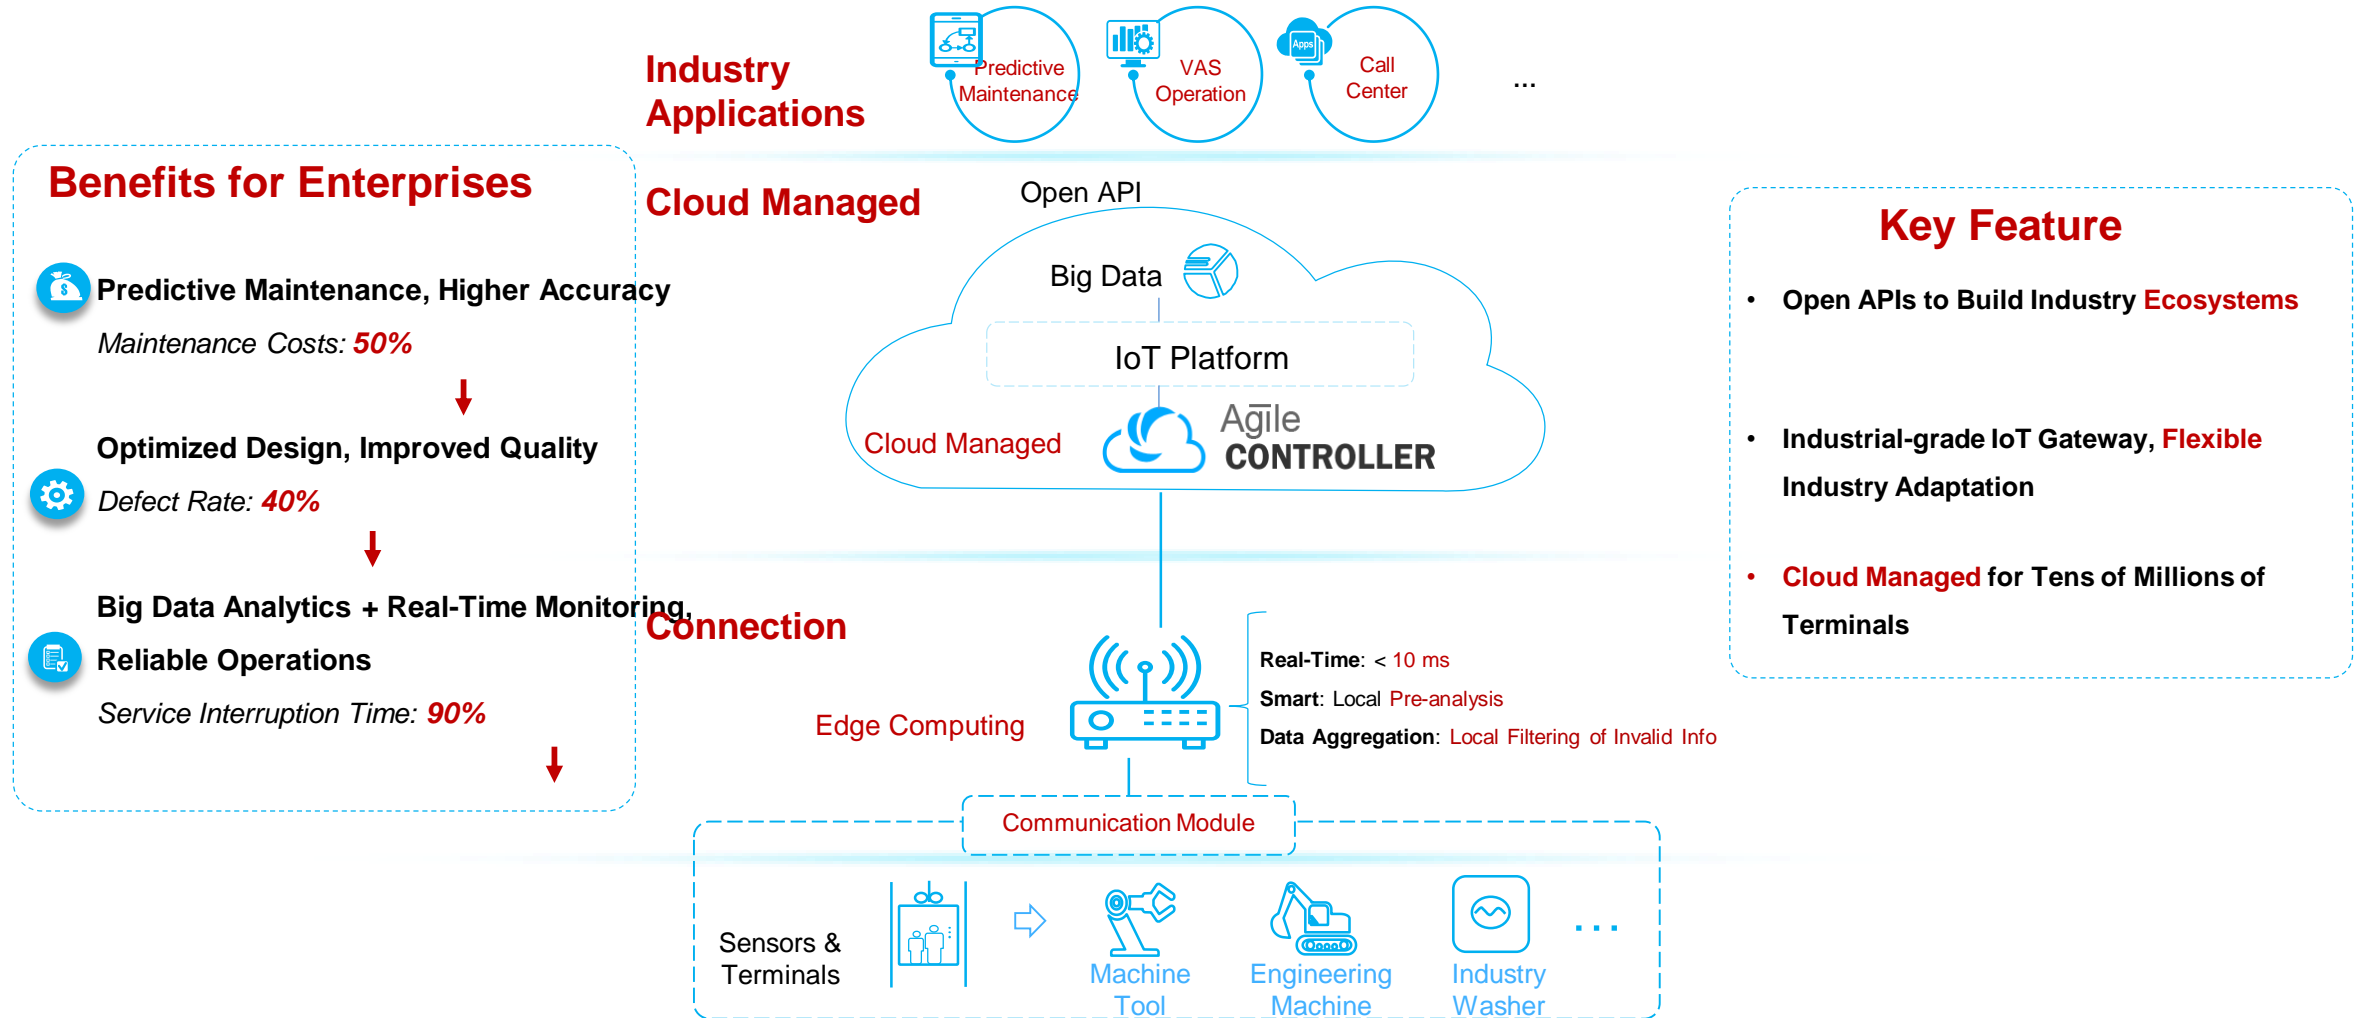 Industry
Applications
Predictive
Maintenance
VAS
Operation
Apps
Call
Center
...
Benefits for Enterprises
Predictive Maintenance, Higher Accuracy
Maintenance Costs: 50%
Optimized Design, Improved Quality
Defect Rate: 40%
Big Data Analytics + Real-Time Monitoring,
Reliable Operations
Service Interruption Time: 90%
Cloud Managed
Open API
Big Data
IoT Platform
Cloud Managed
Agile
CONTROLLER
Connection
Edge Computing
Real-Time: < 10 ms
Smart: Local Pre-analysis
Data Aggregation: Local Filtering of Invalid Info
Communication Module
Sensors &
Terminals
Machine
Tool
Engineering
Machine
Industry
Washer
...
Key Feature
• Open APIs to Build Industry Ecosystems
• Industrial-grade IoT Gateway, Flexible
Industry Adaptation
• Cloud Managed for Tens of Millions of
Terminals